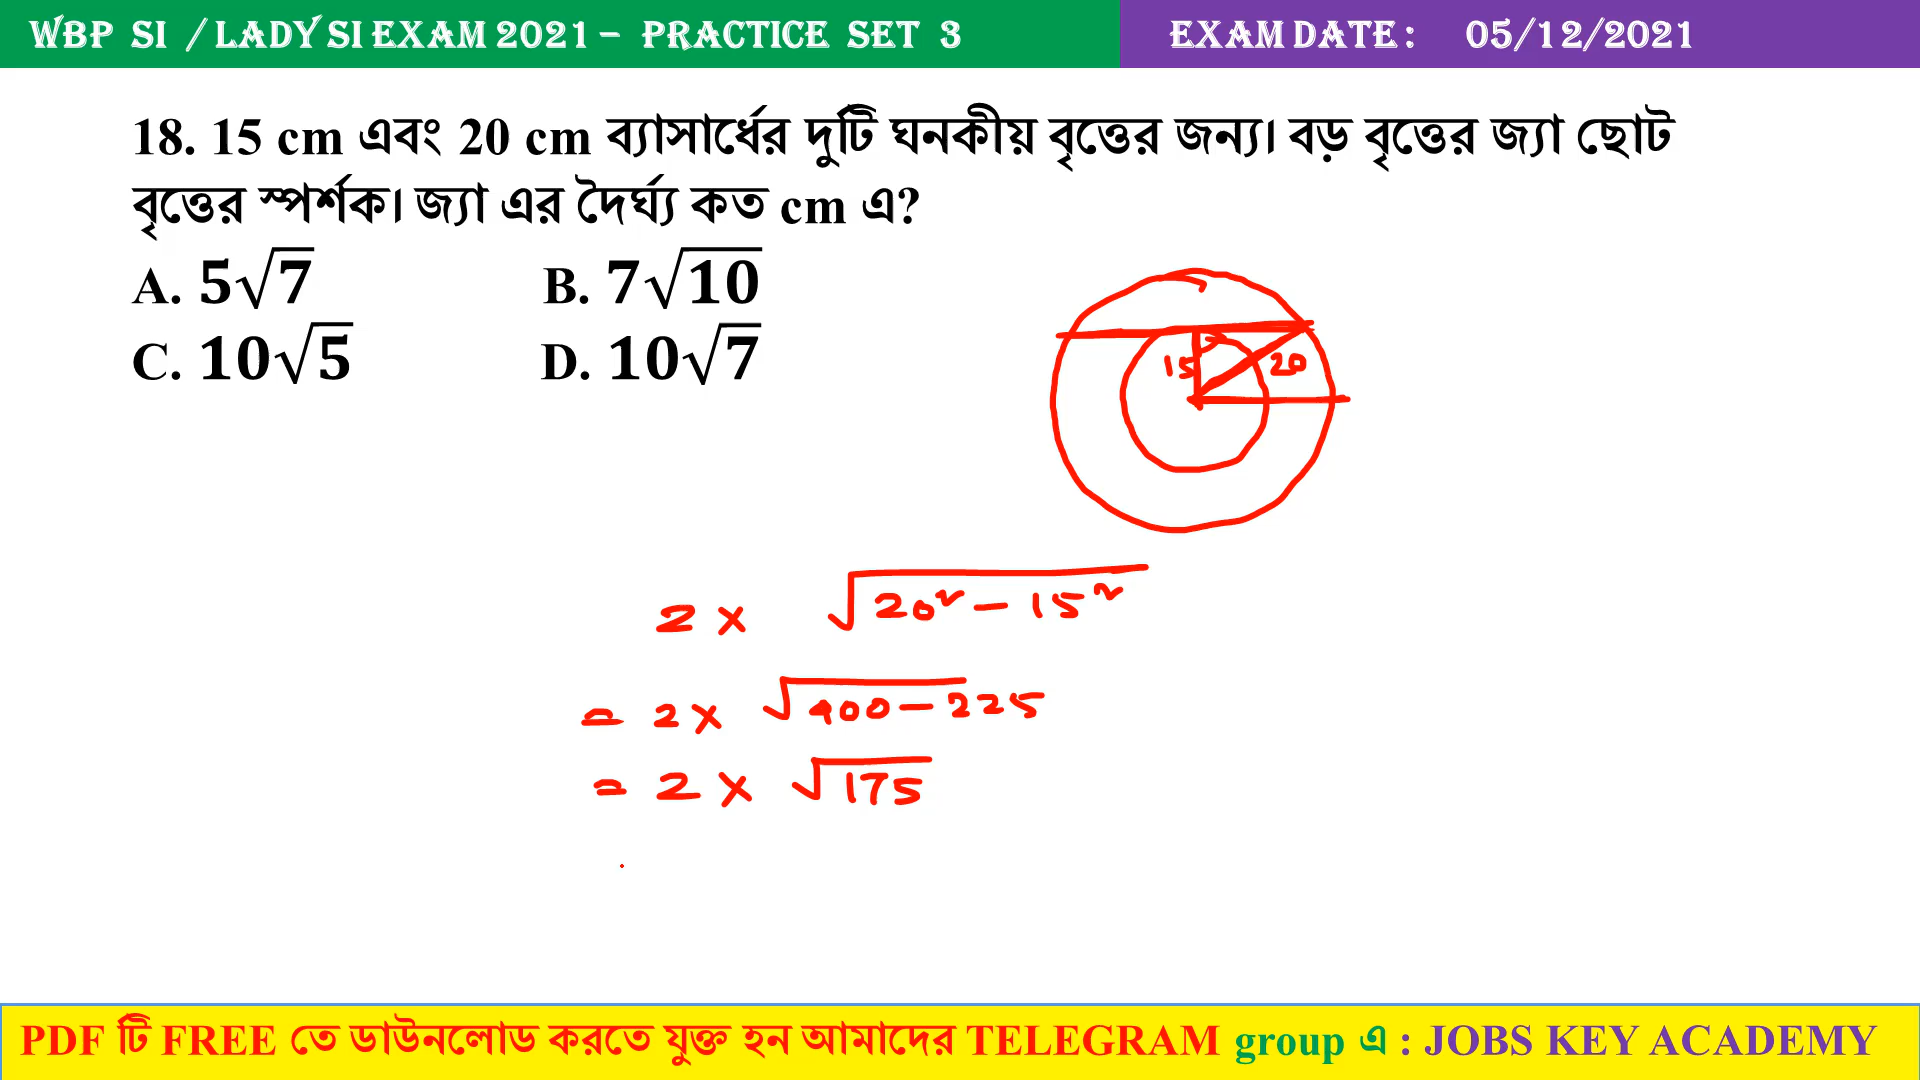 WBP SI / LADY SI EXAM 2021 – PRACTICE SET 3
EXAM DATE : 05/12/2021
18. 15 cm এবং 20 cm ব্যাসার্ধের দুটি ঘনকীয় বৃত্তের জন্য। বড় বৃত্তের জ্যা ছোট
বৃত্তের স্পর্শক। জ্যা এর দৈর্ঘ্য কত cm এ?
A. 5√7 B. 7√10
C. 10√5 D. 10√7
15 20
2 × √20² – 15²
= 2 × √400 – 225
= 2 × √175
PDF টি FREE তে ডাউনলোড করতে যুক্ত হন আমাদের TELEGRAM group এ : JOBS KEY ACADEMY